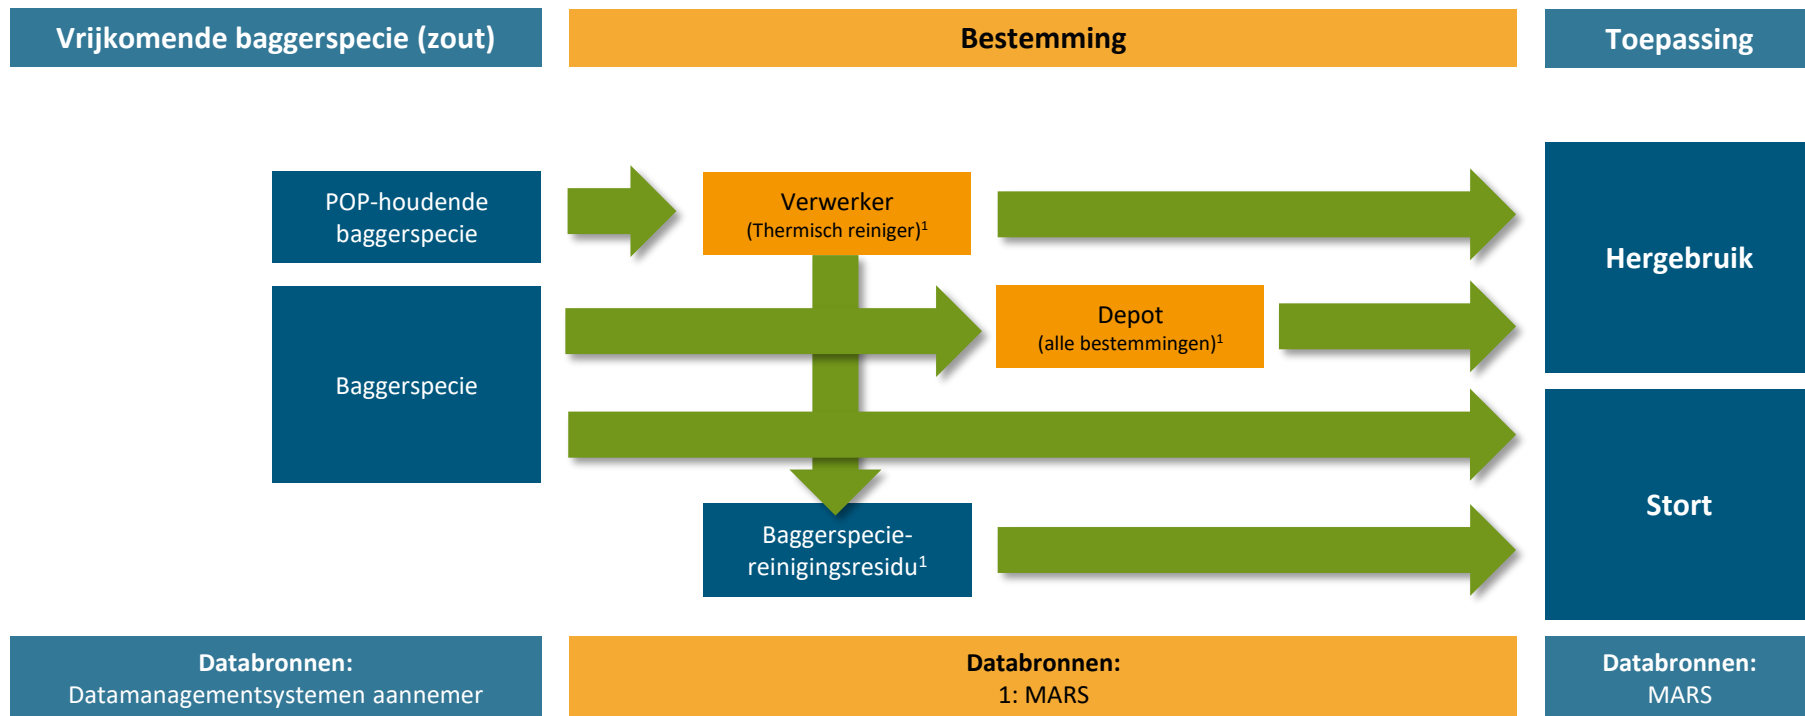 Vrijkomende baggerspecie (zout)
Bestemming
Toepassing
POP-houdende
baggerspecie
Verwerker
(Thermisch reiniger)¹
Hergebruik
Depot
(alle bestemmingen)¹
Baggerspecie
Stort
Baggerspecie-
reinigingsresidu¹
Databronnen:
Datamanagementsystemen aannemer
Databronnen:
1: MARS
Databronnen:
MARS